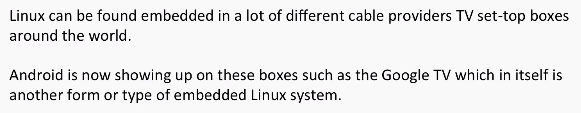 Linux can be found embedded in a lot of different cable providers TV set-top boxes
around the world.
Android is now showing up on these boxes such as the Google TV which in itself is
another form or type of embedded Linux system.